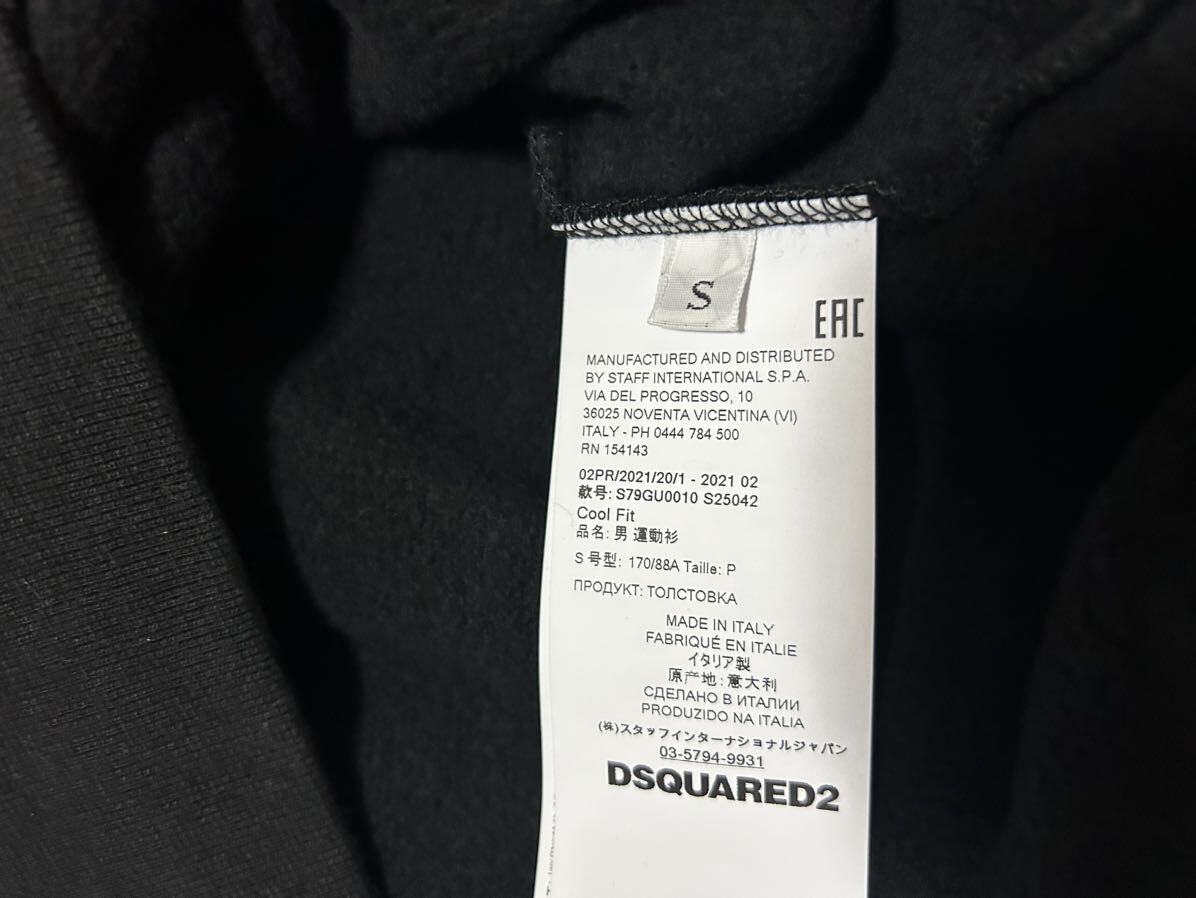 S
EAC
MANUFACTURED AND DISTRIBUTED
BY STAFF INTERNATIONAL S.P.A.
VIA DEL PROGRESSO, 10
36025 NOVENTA VICENTINA (VI)
ITALY - PH 0444 784 500
RN 154143
02PR/2021/20/1 - 2021 02
款号: S79GU0010 S25042
Cool Fit
品名: 男 運動衫
S 号型: 170/88A Taille: P
ПРОДУКТ: ТОЛСТОВКА
MADE IN ITALY
FABRIQUÉ EN ITALIE
イタリア製
原产地: 意大利
СДЕЛАНО В ИТАЛИИ
PRODUZIDO NA ITALIA
(株)スタッフインターナショナルジャパン
03-5794-9931
DSQUARED2